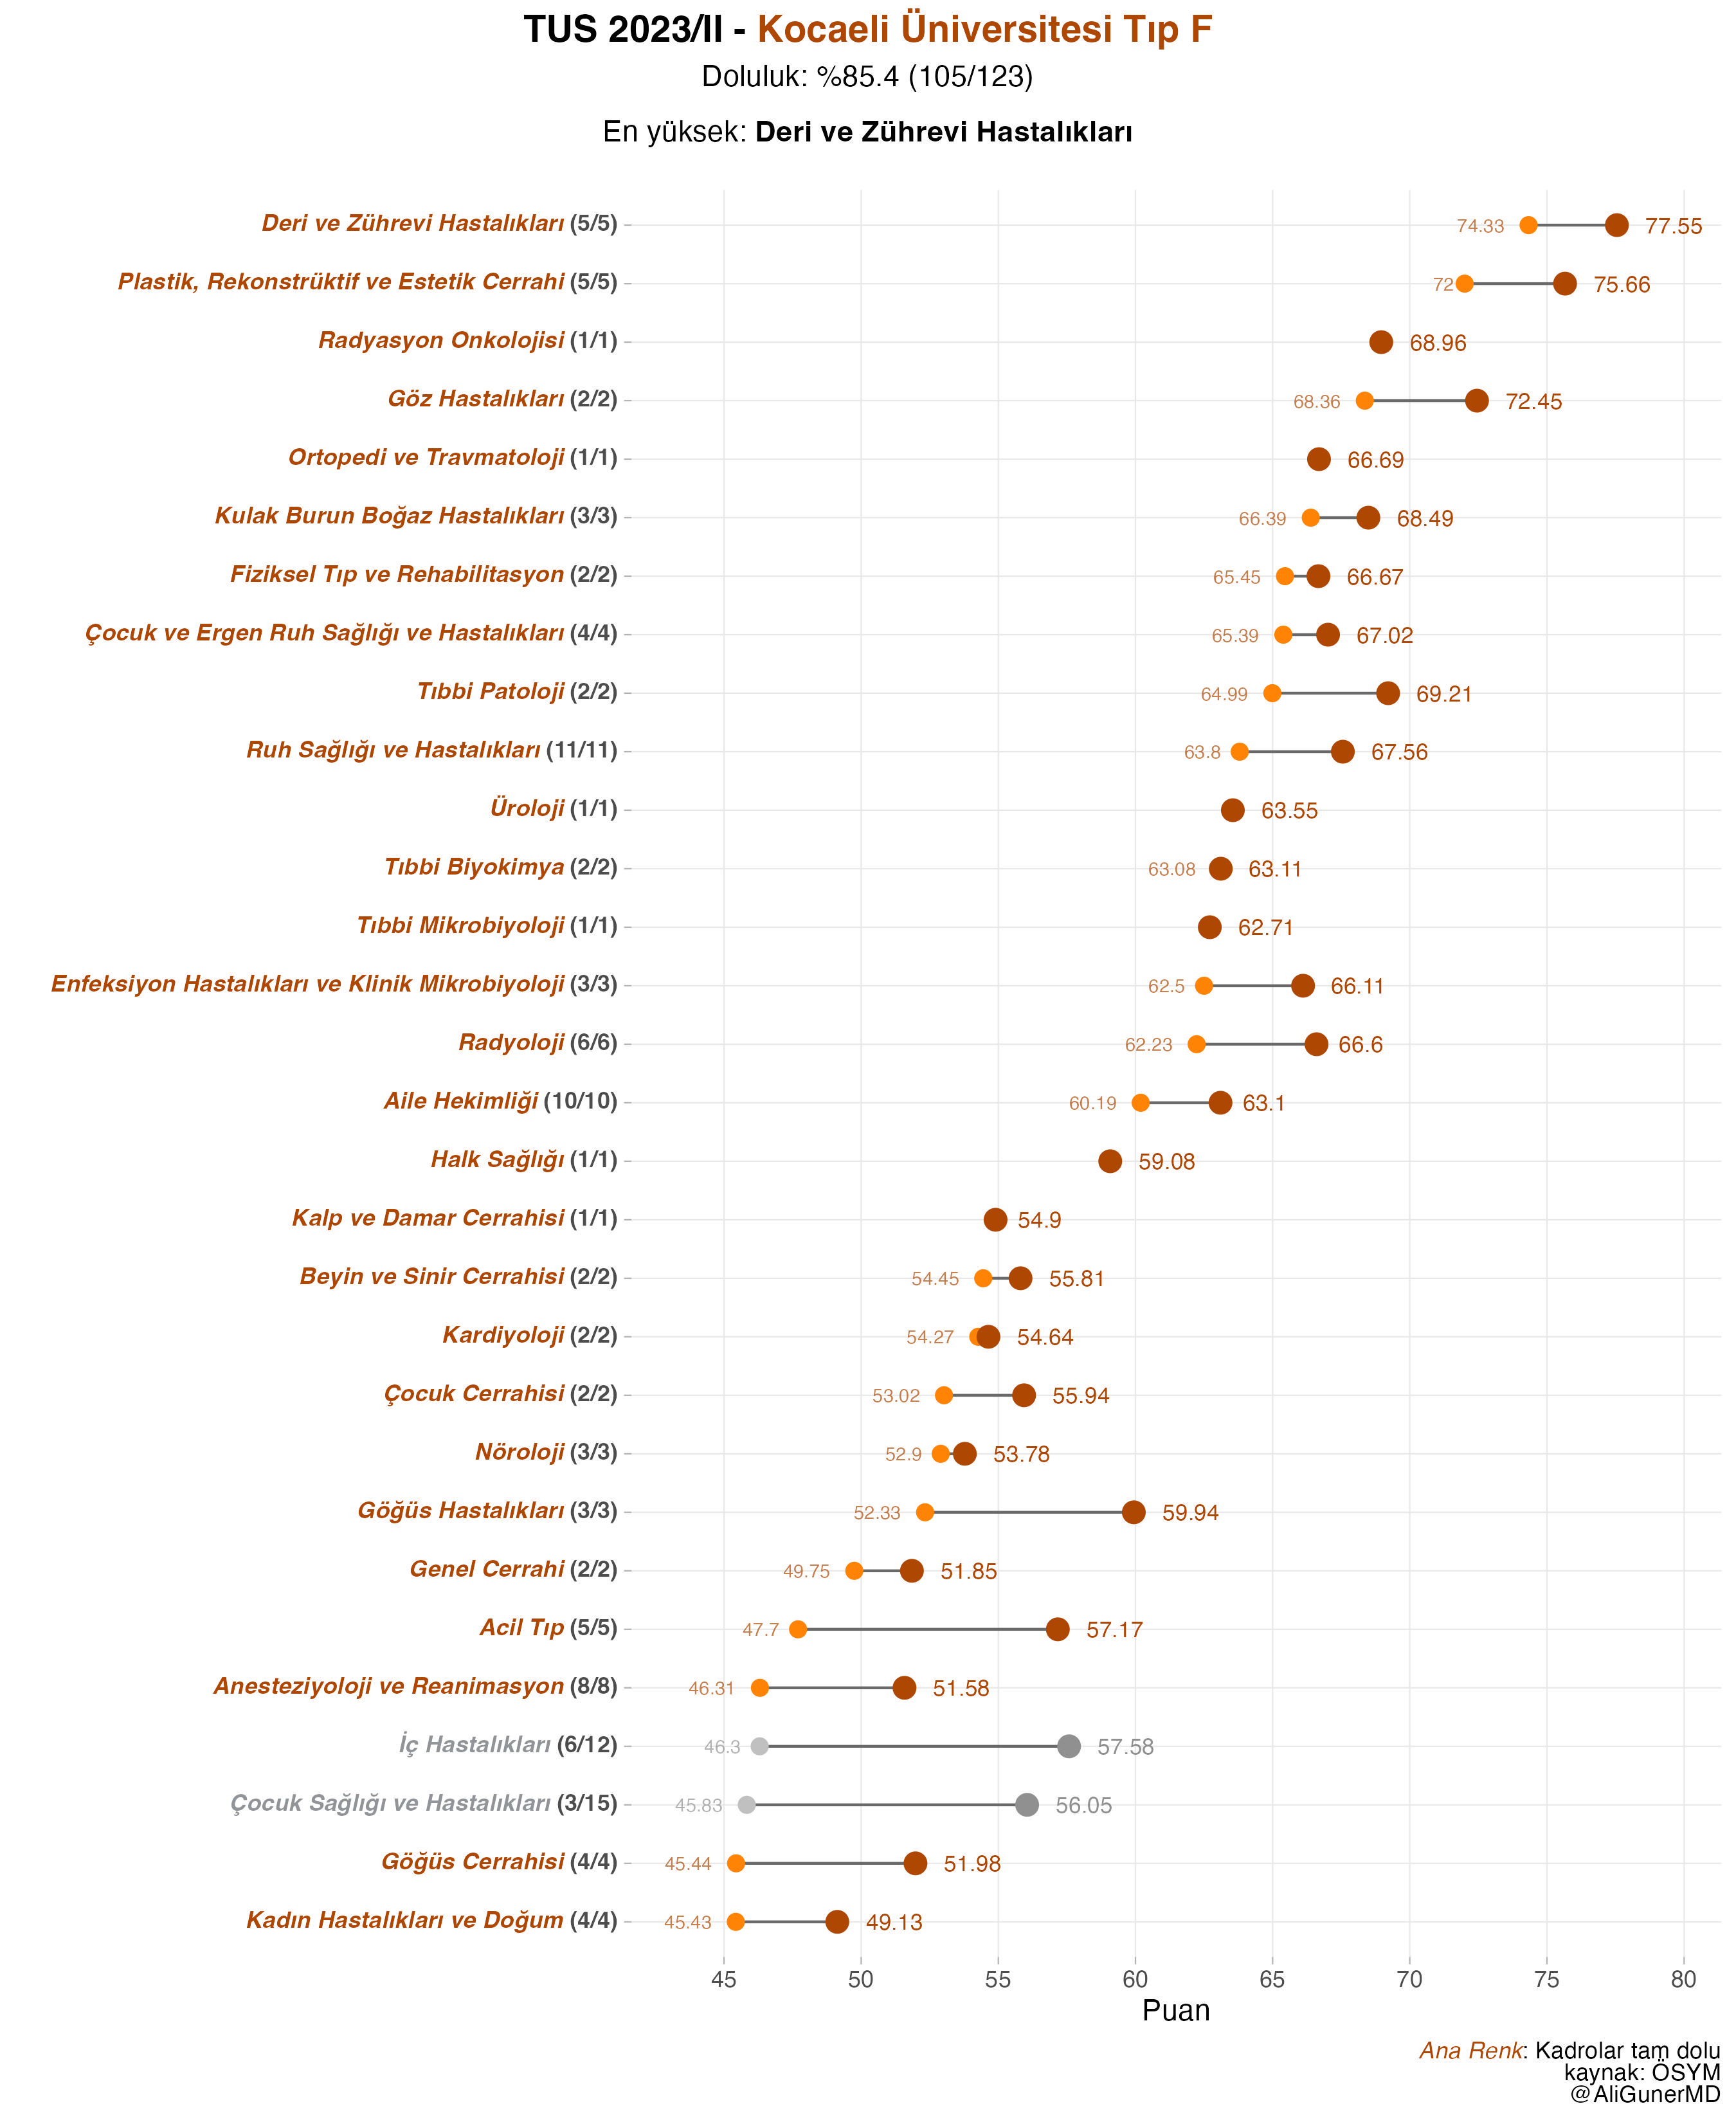 TUS 2023/II - Kocaeli Üniversitesi Tıp F
Doluluk: %85.4 (105/123)
En yüksek: Deri ve Zührevi Hastalıkları
Deri ve Zührevi Hastalıkları (5/5) 74.33 77.55
Plastik, Rekonstrüktif ve Estetik Cerrahi (5/5) 72 75.66
Radyasyon Onkolojisi (1/1) 68.96
Göz Hastalıkları (2/2) 68.36 72.45
Ortopedi ve Travmatoloji (1/1) 66.69
Kulak Burun Boğaz Hastalıkları (3/3) 66.39 68.49
Fiziksel Tıp ve Rehabilitasyon (2/2) 65.45 66.67
Çocuk ve Ergen Ruh Sağlığı ve Hastalıkları (4/4) 65.39 67.02
Tıbbi Patoloji (2/2) 64.99 69.21
Ruh Sağlığı ve Hastalıkları (11/11) 63.8 67.56
Üroloji (1/1) 63.55
Tıbbi Biyokimya (2/2) 63.08 63.11
Tıbbi Mikrobiyoloji (1/1) 62.71
Enfeksiyon Hastalıkları ve Klinik Mikrobiyoloji (3/3) 62.5 66.11
Radyoloji (6/6) 62.23 66.6
Aile Hekimliği (10/10) 60.19 63.1
Halk Sağlığı (1/1) 59.08
Kalp ve Damar Cerrahisi (1/1) 54.9
Beyin ve Sinir Cerrahisi (2/2) 54.45 55.81
Kardiyoloji (2/2) 54.27 54.64
Çocuk Cerrahisi (2/2) 53.02 55.94
Nöroloji (3/3) 52.9 53.78
Göğüs Hastalıkları (3/3) 52.33 59.94
Genel Cerrahi (2/2) 49.75 51.85
Acil Tıp (5/5) 47.7 57.17
Anesteziyoloji ve Reanimasyon (8/8) 46.31 51.58
İç Hastalıkları (6/12) 46.3 57.58
Çocuk Sağlığı ve Hastalıkları (3/15) 45.83 56.05
Göğüs Cerrahisi (4/4) 45.44 51.98
Kadın Hastalıkları ve Doğum (4/4) 45.43 49.13
45 50 55 60 65 70 75 80
Puan
Ana Renk: Kadrolar tam dolu
kaynak: ÖSYM
@AliGunerMD